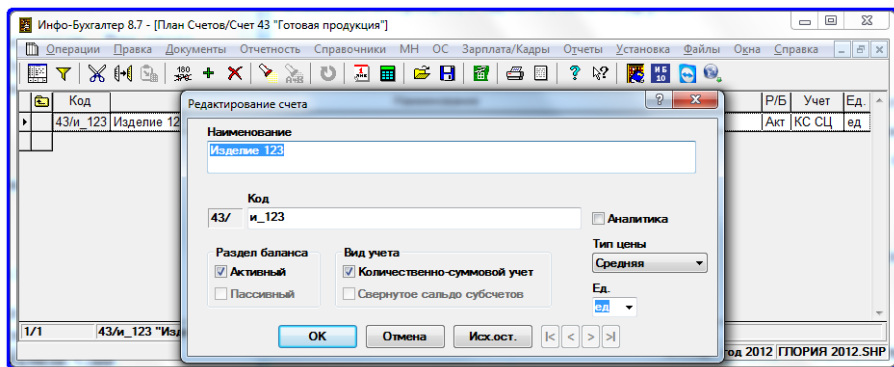 Инфо-Бухгалтер 8.7 - [План Счетов/Счет 43 "Готовая продукция"]
Операции Правка Документы Отчетность Справочники МН ОС Зарплата/Кадры Отчеты Установка Файлы Окна Справка
Код Р/Б Учет Ед.
43/и_123 Изделие 12 Акт КС СЦ ед
Редактирование счета
Наименование
Изделие 123
Код
43/ и_123 Аналитика
Раздел баланса Вид учета Тип цены
Активный Количественно-суммовой учет Средняя
Пассивный Свернутое сальдо субсчетов Ед.
ед
ОК Отмена Исх.ост. |< < > >|
1/1 43/и_123 "Изд
од 2012 ГЛОРИЯ 2012.SHP